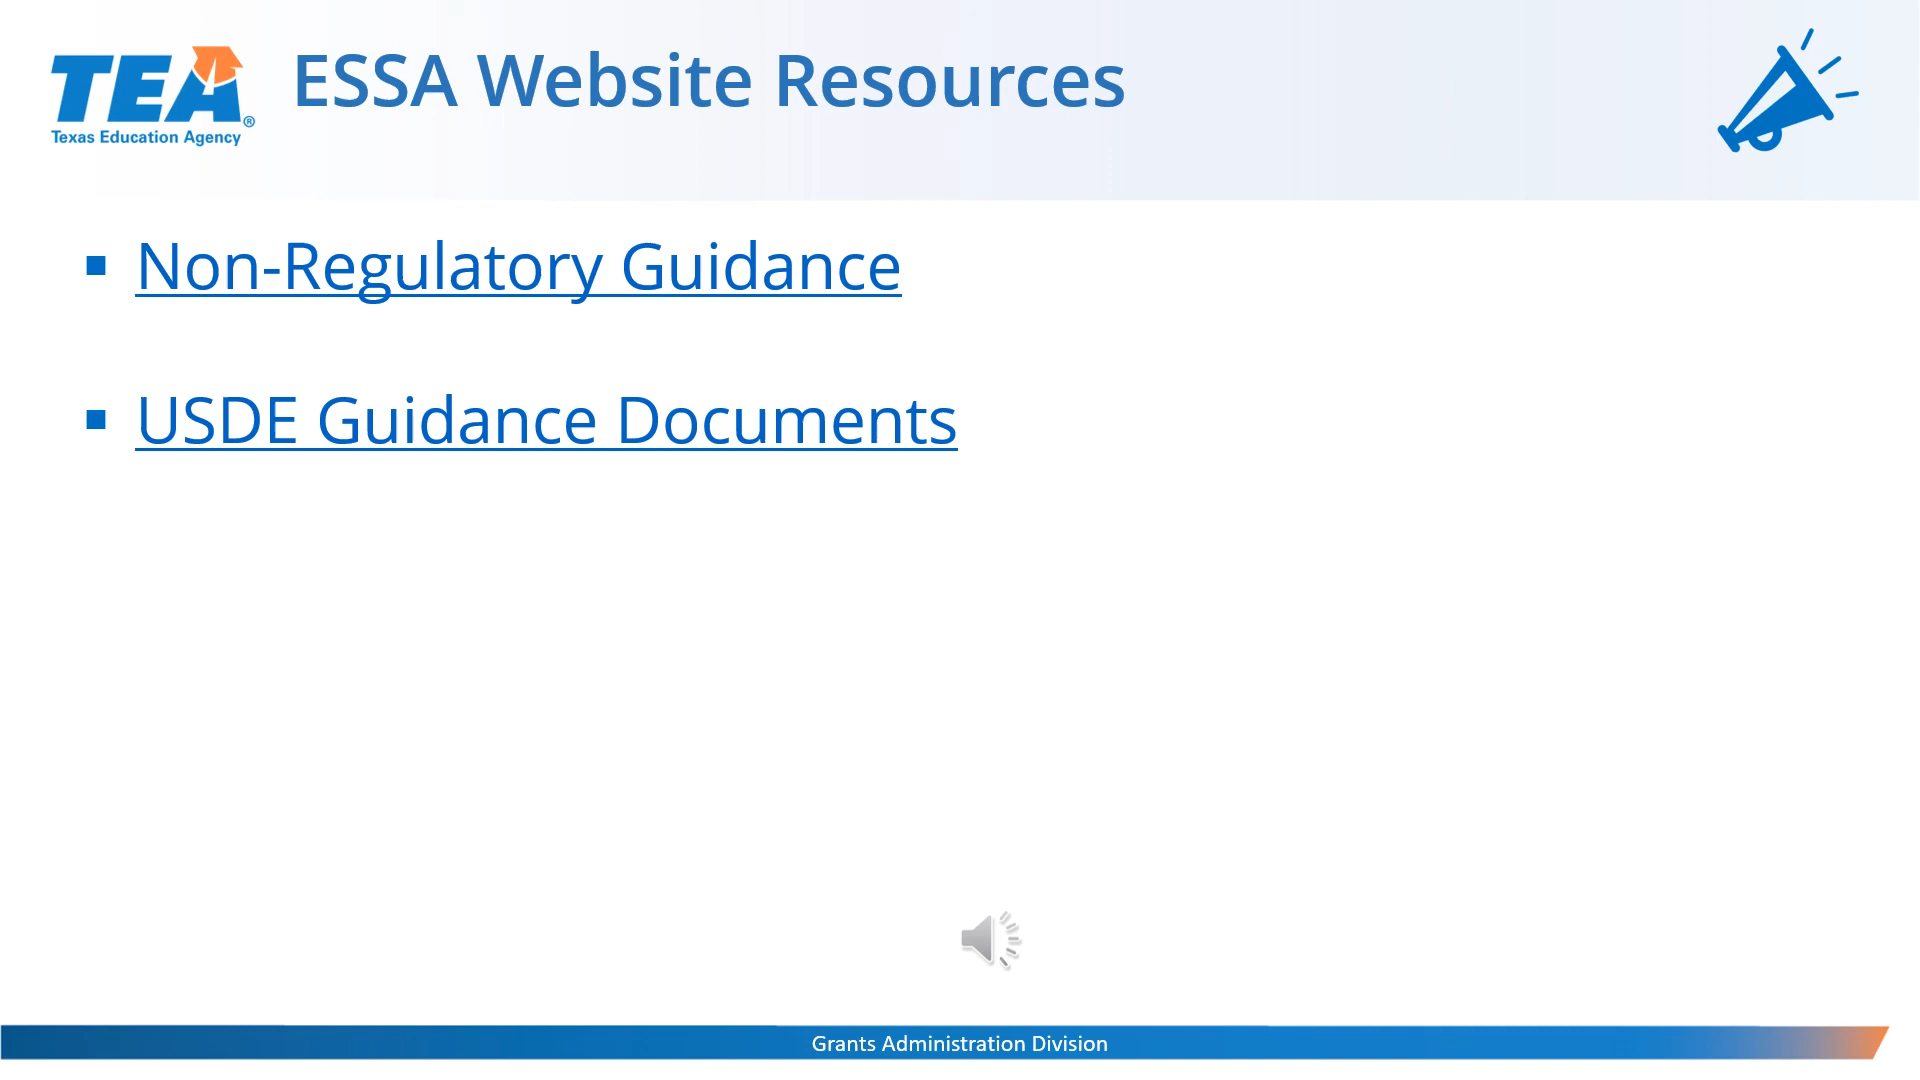 TEA®
Texas Education Agency
ESSA Website Resources
▪ Non-Regulatory Guidance
▪ USDE Guidance Documents
Grants Administration Division